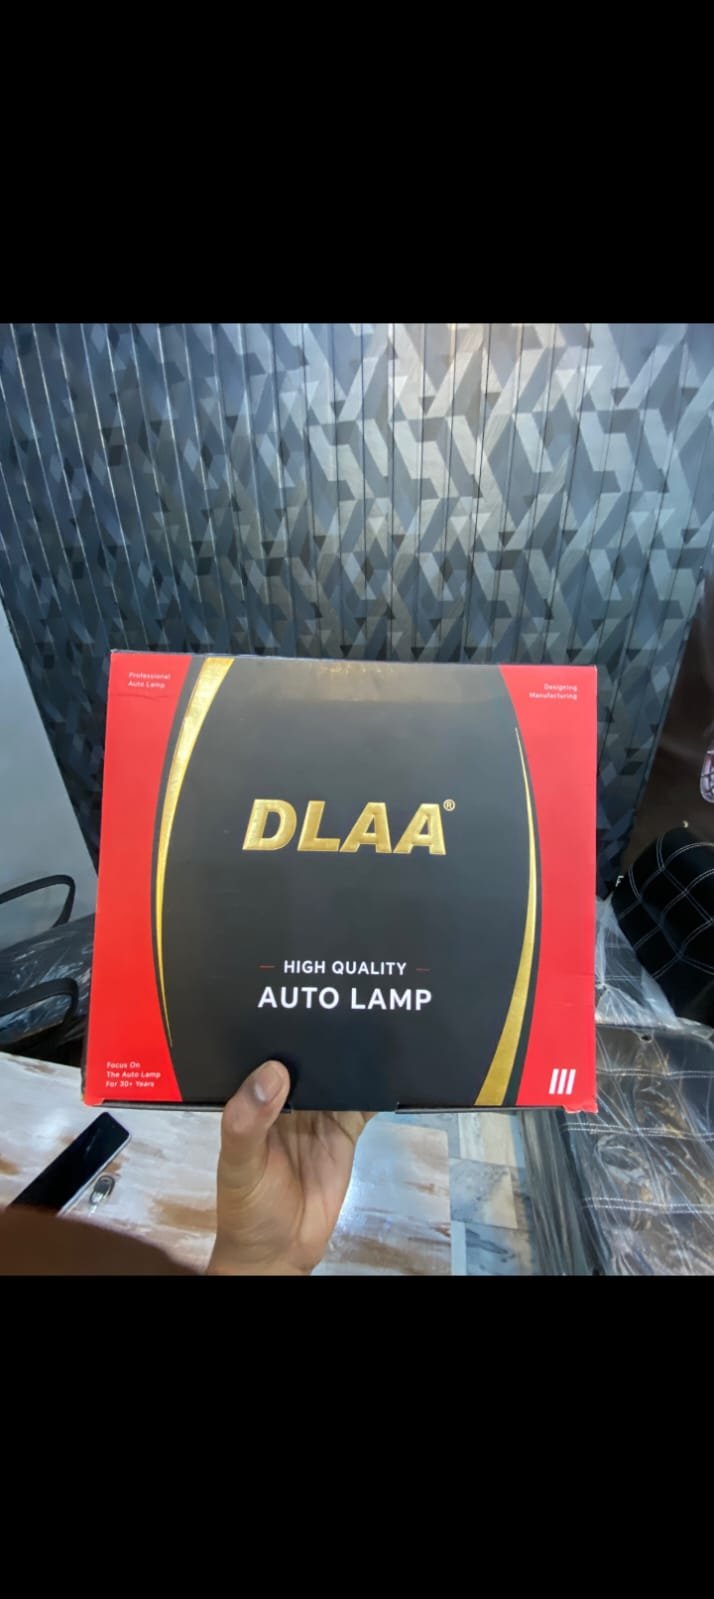 Professional
Auto Lamp
Designing
Manufacturing
DLAA®
HIGH QUALITY
AUTO LAMP
Focus On
The Auto Lamp
For 30+ Years